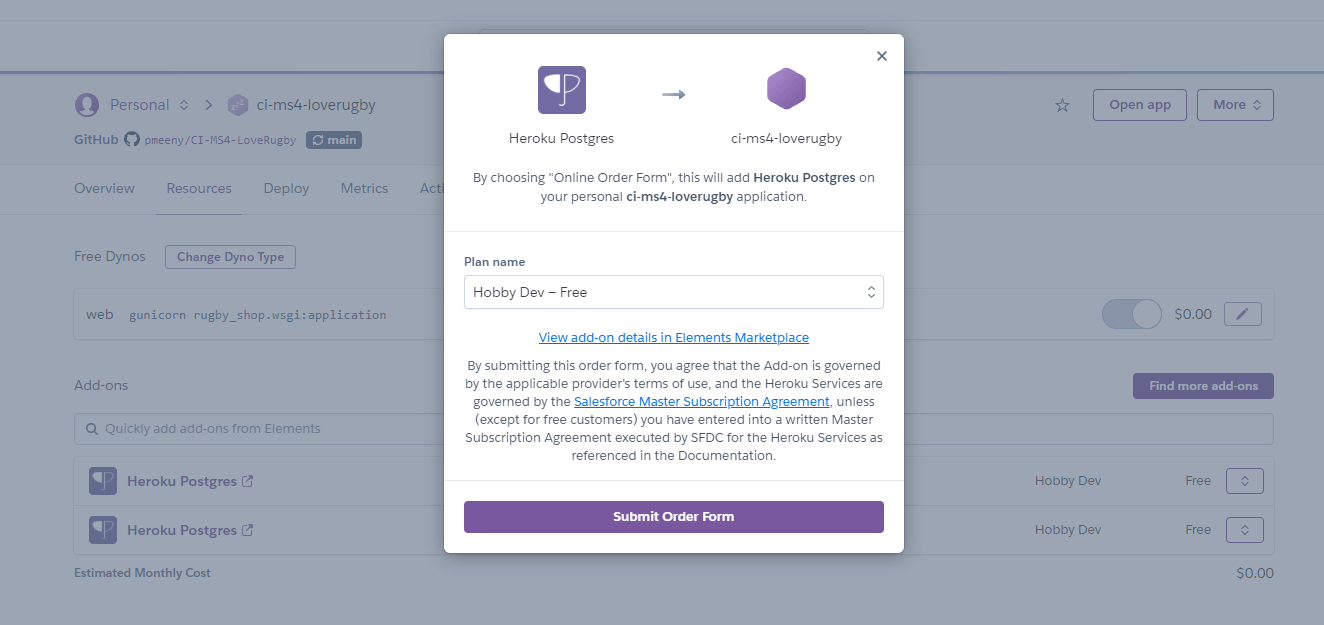 Personal
ci-ms4-loverugby
Open app
More
GitHub pmeeny/CI-MS4-LoveRugby main
Overview
Resources
Deploy
Metrics
Acti
Free Dynos
Change Dyno Type
web gunicorn rugby_shop.wsgi:application
$0.00
Add-ons
Find more add-ons
Quickly add add-ons from Elements
Heroku Postgres
Hobby Dev
Free
Heroku Postgres
Hobby Dev
Free
Estimated Monthly Cost
$0.00
Heroku Postgres
ci-ms4-loverugby
By choosing "Online Order Form", this will add Heroku Postgres on
your personal ci-ms4-loverugby application.
Plan name
Hobby Dev – Free
View add-on details in Elements Marketplace
By submitting this order form, you agree that the Add-on is governed
by the applicable provider's terms of use, and the Heroku Services are
governed by the Salesforce Master Subscription Agreement, unless
(except for free customers) you have entered into a written Master
Subscription Agreement executed by SFDC for the Heroku Services as
referenced in the Documentation.
Submit Order Form